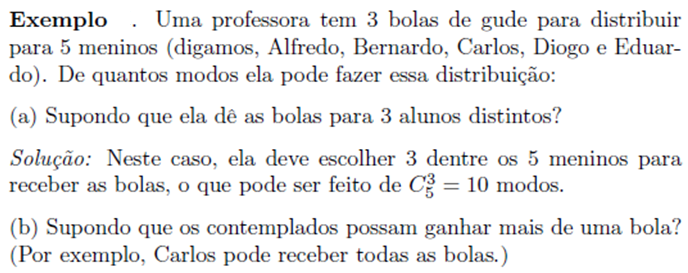 Exemplo . Uma professora tem 3 bolas de gude para distribuir
para 5 meninos (digamos, Alfredo, Bernardo, Carlos, Diogo e Eduar-
do). De quantos modos ela pode fazer essa distribuição:
(a) Supondo que ela dê as bolas para 3 alunos distintos?
Solução: Neste caso, ela deve escolher 3 dentre os 5 meninos para
receber as bolas, o que pode ser feito de C₅³ = 10 modos.
(b) Supondo que os contemplados possam ganhar mais de uma bola?
(Por exemplo, Carlos pode receber todas as bolas.)